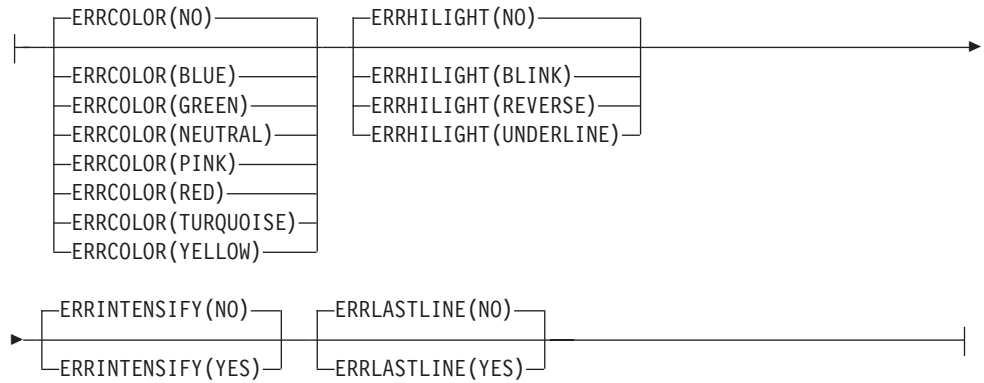 ERRCOLOR(NO)
ERRCOLOR(BLUE)
ERRCOLOR(GREEN)
ERRCOLOR(NEUTRAL)
ERRCOLOR(PINK)
ERRCOLOR(RED)
ERRCOLOR(TURQUOISE)
ERRCOLOR(YELLOW)
ERRHILIGHT(NO)
ERRHILIGHT(BLINK)
ERRHILIGHT(REVERSE)
ERRHILIGHT(UNDERLINE)
ERRINTENSIFY(NO)
ERRINTENSIFY(YES)
ERRLASTLINE(NO)
ERRLASTLINE(YES)